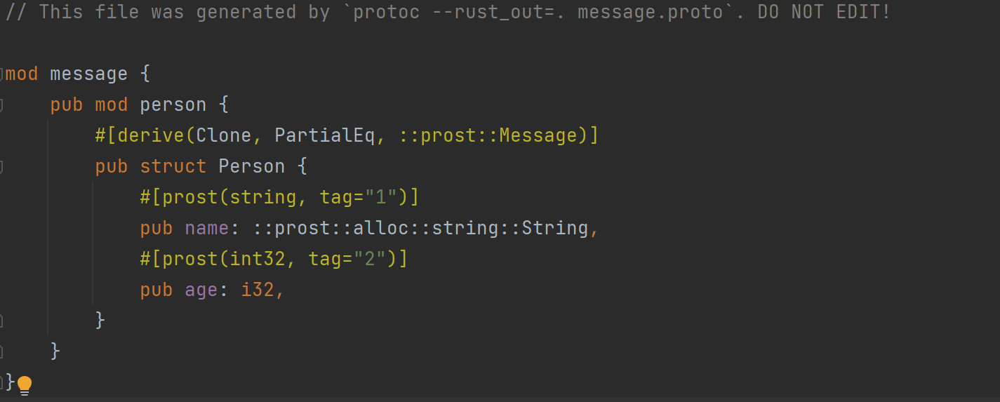 // This file was generated by `protoc --rust_out=. message.proto`. DO NOT EDIT!
mod message {
pub mod person {
#[derive(Clone, PartialEq, ::prost::Message)]
pub struct Person {
#[prost(string, tag="1")]
pub name: ::prost::alloc::string::String,
#[prost(int32, tag="2")]
pub age: i32,
}
}
}